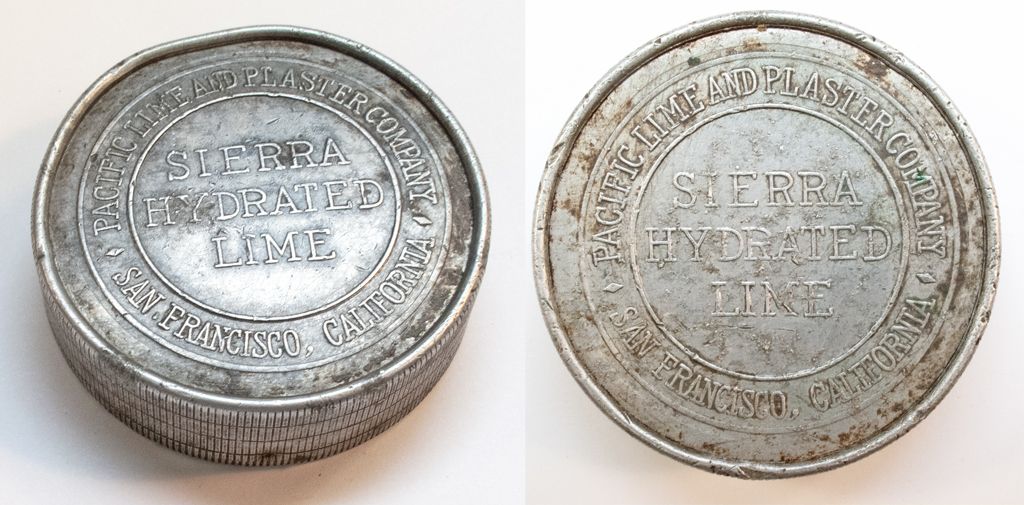 PACIFIC LIME AND PLASTER COMPANY
SIERRA
HYDRATED
LIME
SAN FRANCISCO, CALIFORNIA
PACIFIC LIME AND PLASTER COMPANY
SIERRA
HYDRATED
LIME
SAN FRANCISCO, CALIFORNIA